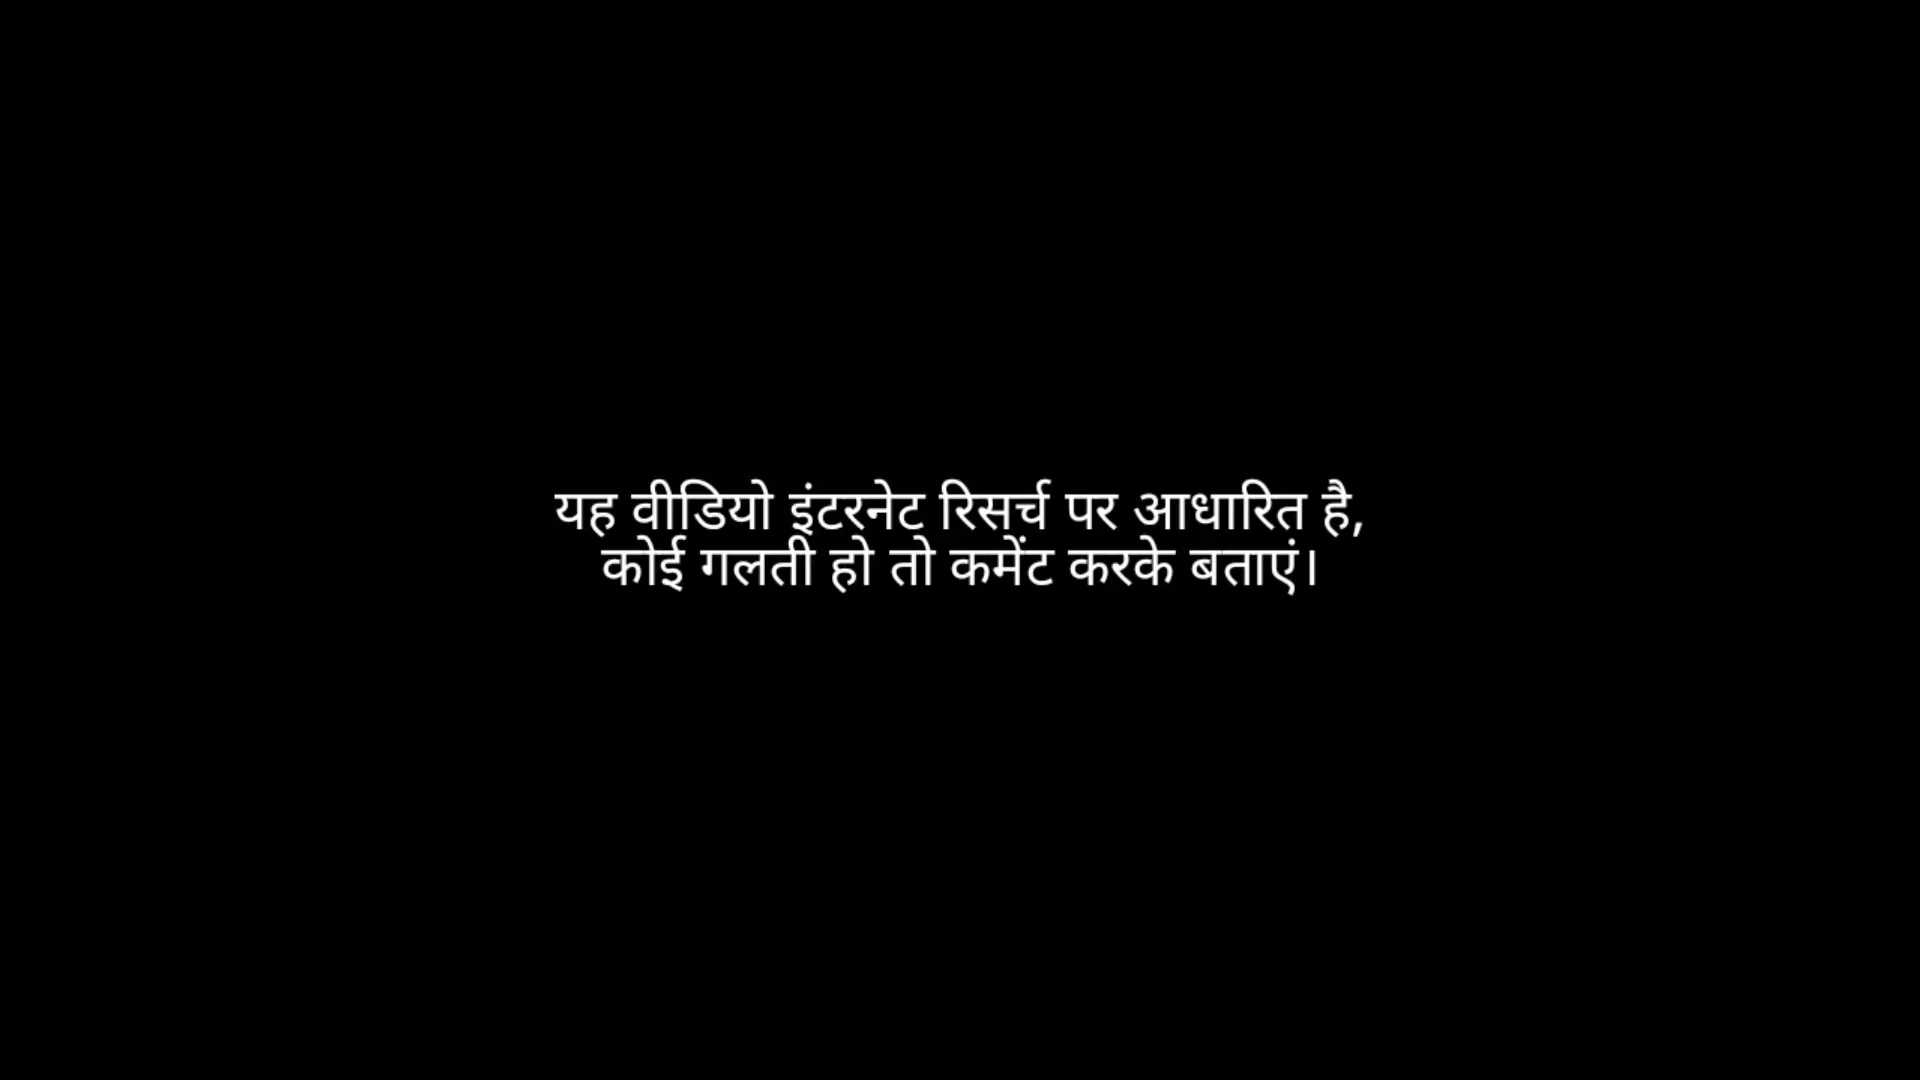 यह वीडियो इंटरनेट रिसर्च पर आधारित है,
कोई गलती हो तो कमेंट करके बताएं।